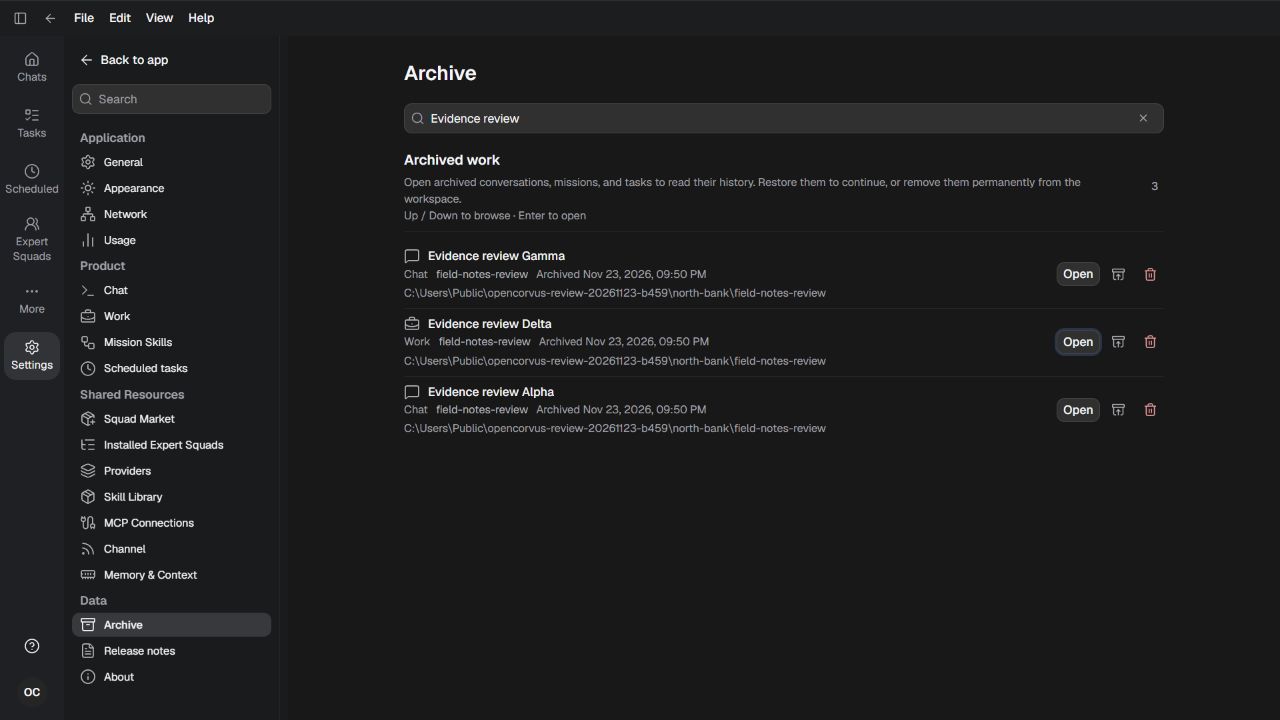 File Edit View Help
Chats
Tasks
Scheduled
Expert
Squads
More
Settings
OC
Back to app
Search
Application
General
Appearance
Network
Usage
Product
Chat
Work
Mission Skills
Scheduled tasks
Shared Resources
Squad Market
Installed Expert Squads
Providers
Skill Library
MCP Connections
Channel
Memory & Context
Data
Archive
Release notes
About
Archive
Evidence review
Archived work
Open archived conversations, missions, and tasks to read their history. Restore them to continue, or remove them permanently from the
workspace.
3
Up / Down to browse · Enter to open
Evidence review Gamma
Chat field-notes-review Archived Nov 23, 2026, 09:50 PM
Open
C:\Users\Public\opencorvus-review-20261123-b459\north-bank\field-notes-review
Evidence review Delta
Work field-notes-review Archived Nov 23, 2026, 09:50 PM
Open
C:\Users\Public\opencorvus-review-20261123-b459\north-bank\field-notes-review
Evidence review Alpha
Chat field-notes-review Archived Nov 23, 2026, 09:50 PM
Open
C:\Users\Public\opencorvus-review-20261123-b459\north-bank\field-notes-review